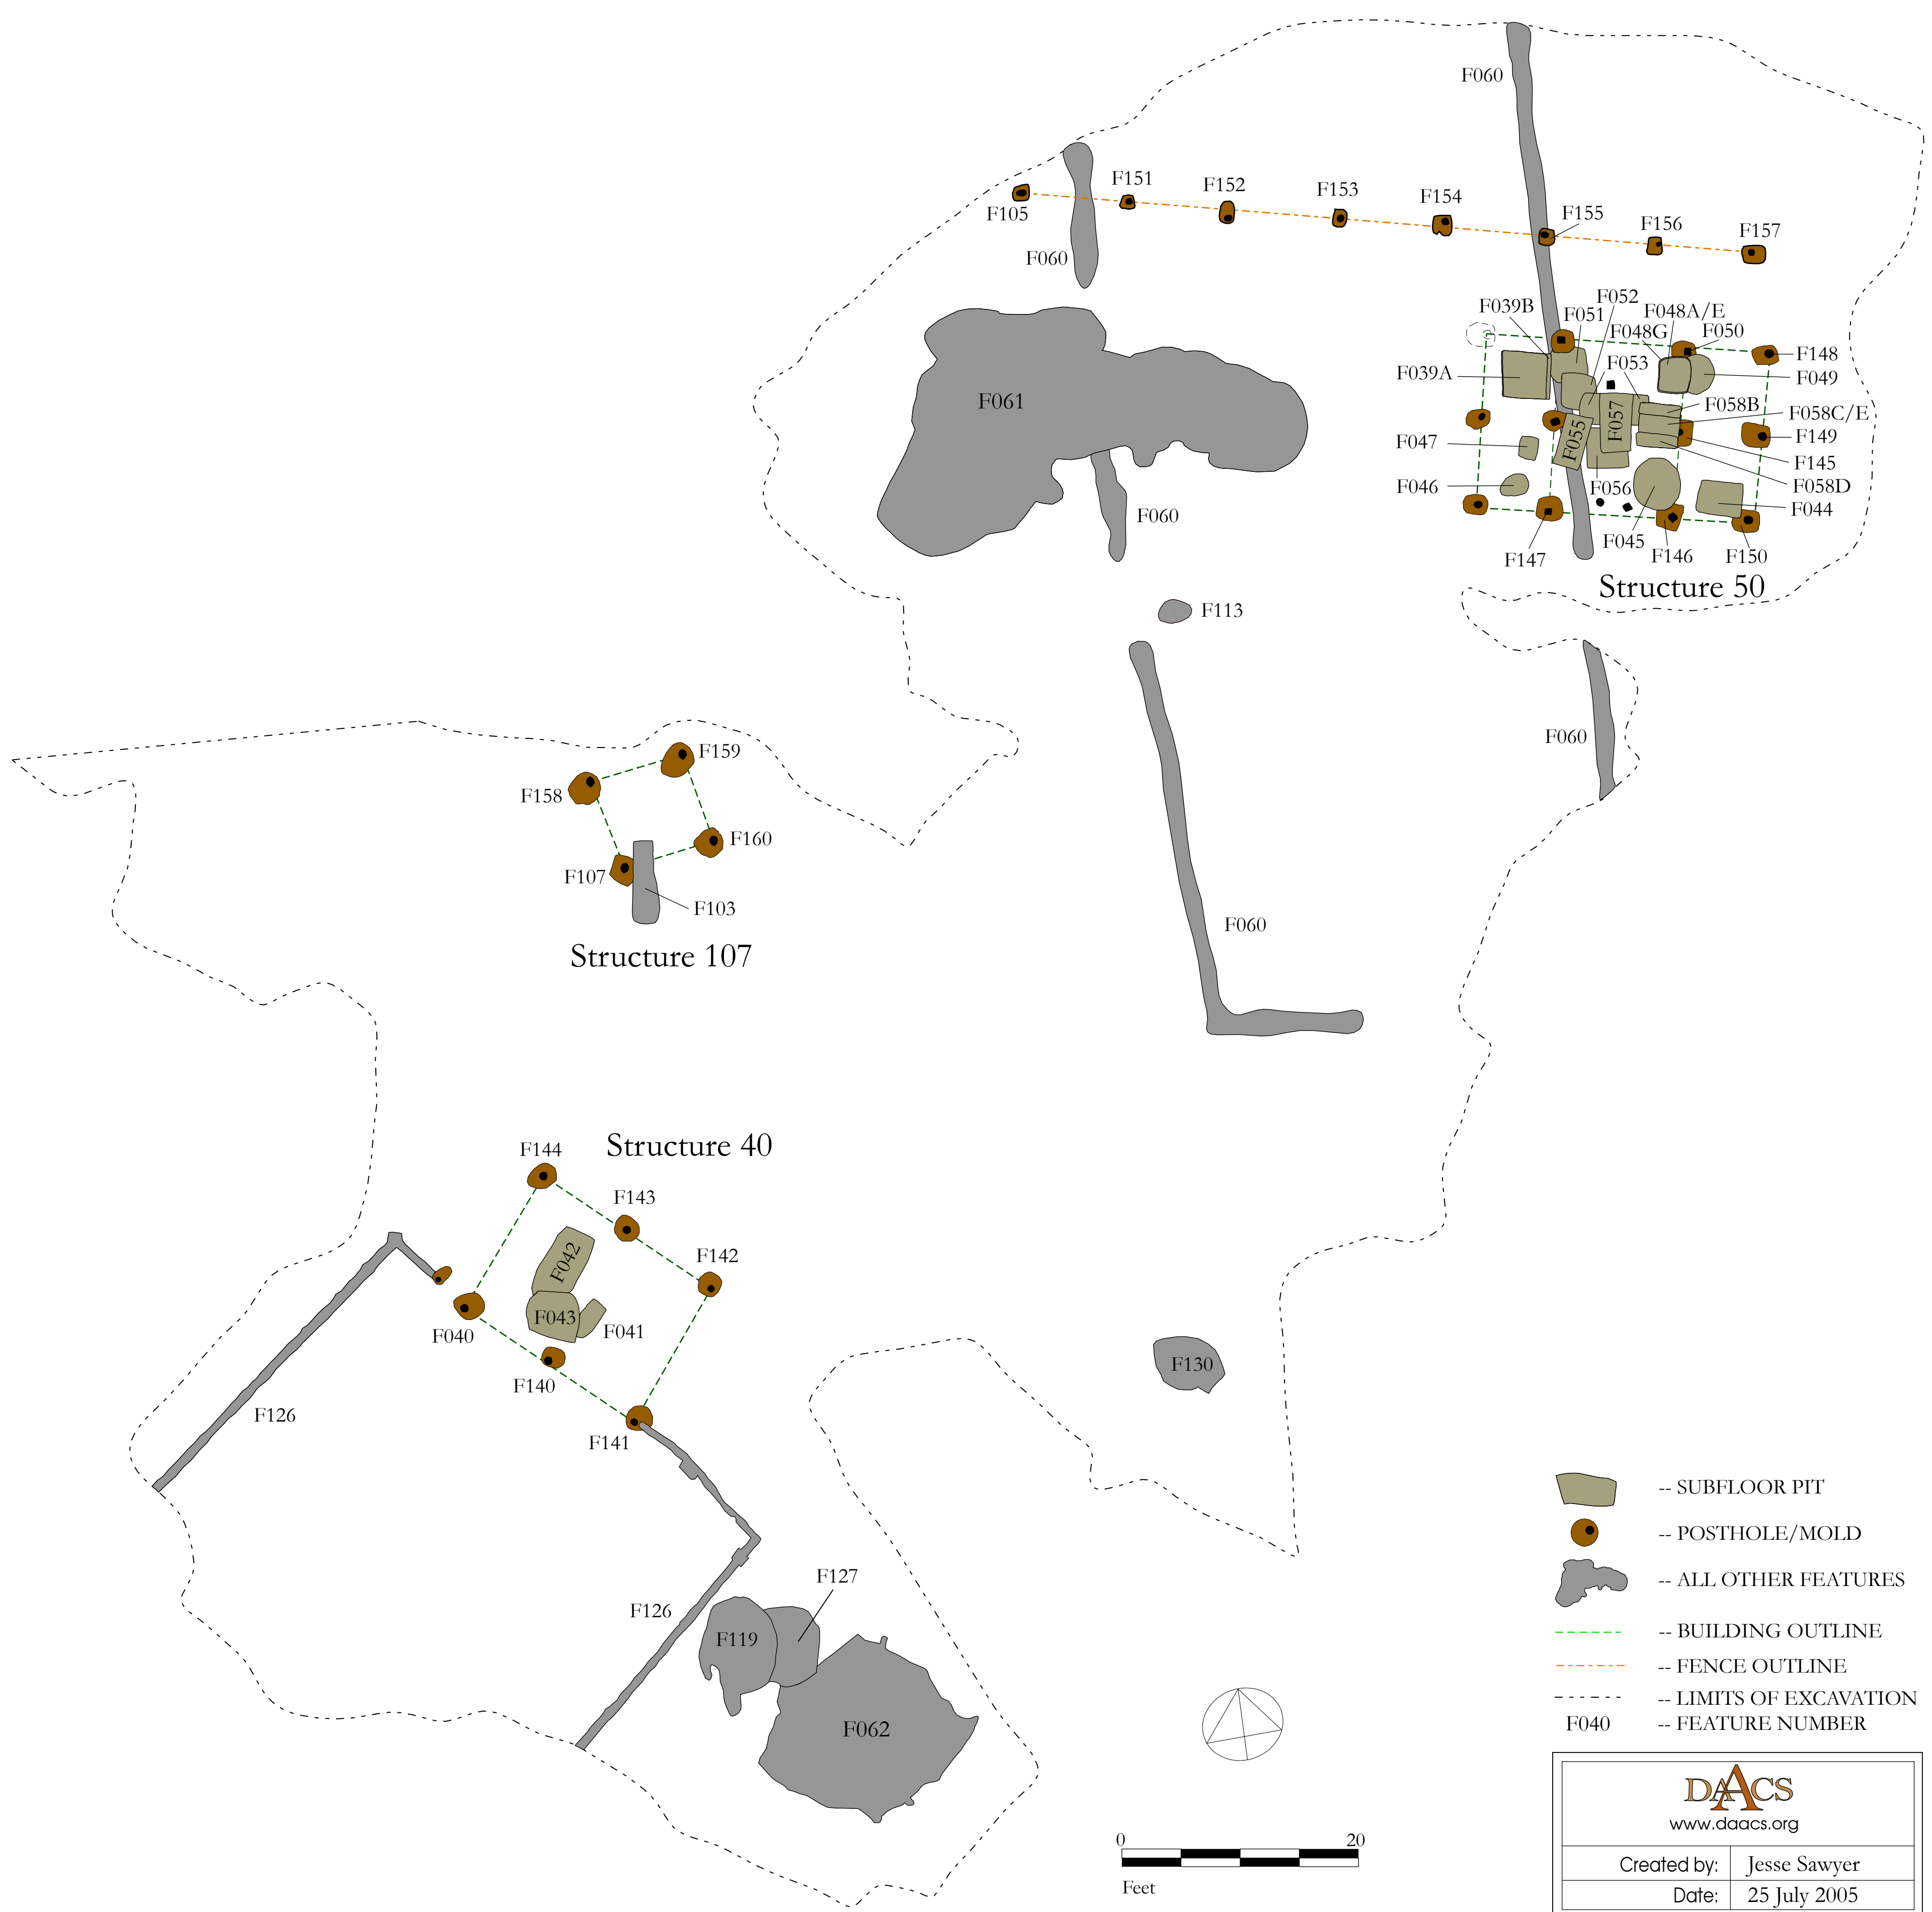 F060
F151
F152
F153
F154
F155
F156
F157
F105
F060
F039B
F052
F051
F048A/E
F048G
F050
F053
F148
F039A
F049
F061
F058B
F058C/E
F057
F055
F047
F149
F145
F046
F056
F058D
F044
F060
F045
F147
F146
F150
Structure 50
F113
F060
F159
F158
F160
F107
F103
F060
Structure 107
Structure 40
F144
F143
F042
F142
F043
F041
F040
F140
F130
F126
F141
F127
F126
F119
F062
-- SUBFLOOR PIT
-- POSTHOLE/MOLD
-- ALL OTHER FEATURES
-- BUILDING OUTLINE
-- FENCE OUTLINE
-- LIMITS OF EXCAVATION
F040 -- FEATURE NUMBER
0 20
Feet
DAACS
www.daacs.org
Created by: Jesse Sawyer
Date: 25 July 2005